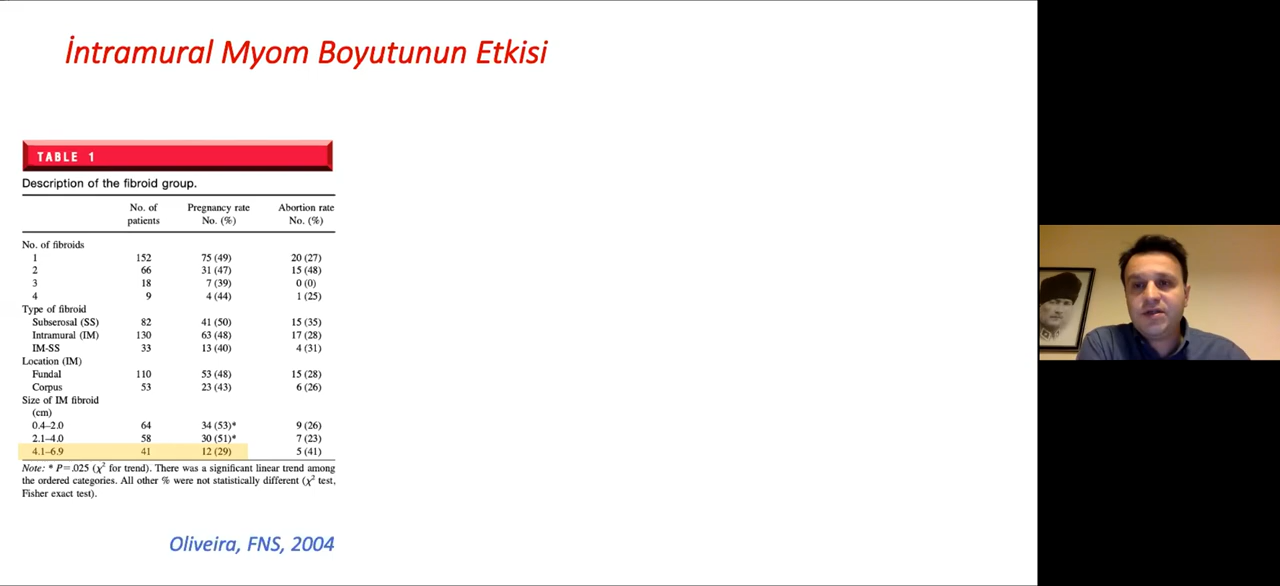 İntramural Myom Boyutunun Etkisi
TABLE 1
Description of the fibroid group.
No. of patients Pregnancy rate No. (%) Abortion rate No. (%)
No. of fibroids
1 152 75 (49) 20 (27)
2 66 31 (47) 15 (48)
3 18 7 (39) 0 (0)
4 9 4 (44) 1 (25)
Type of fibroid
Subserosal (SS) 82 41 (50) 15 (35)
Intramural (IM) 130 63 (48) 17 (28)
IM-SS 33 13 (40) 4 (31)
Location (IM)
Fundal 110 53 (48) 15 (28)
Corpus 53 23 (43) 6 (26)
Size of IM fibroid
(cm)
0.4–2.0 64 34 (53)* 9 (26)
2.1–4.0 58 30 (51)* 7 (23)
4.1–6.9 41 12 (29) 5 (41)
Note: * P=.025 (χ² for trend). There was a significant linear trend among
the ordered categories. All other % were not statistically different (χ² test,
Fisher exact test).
Oliveira, FNS, 2004